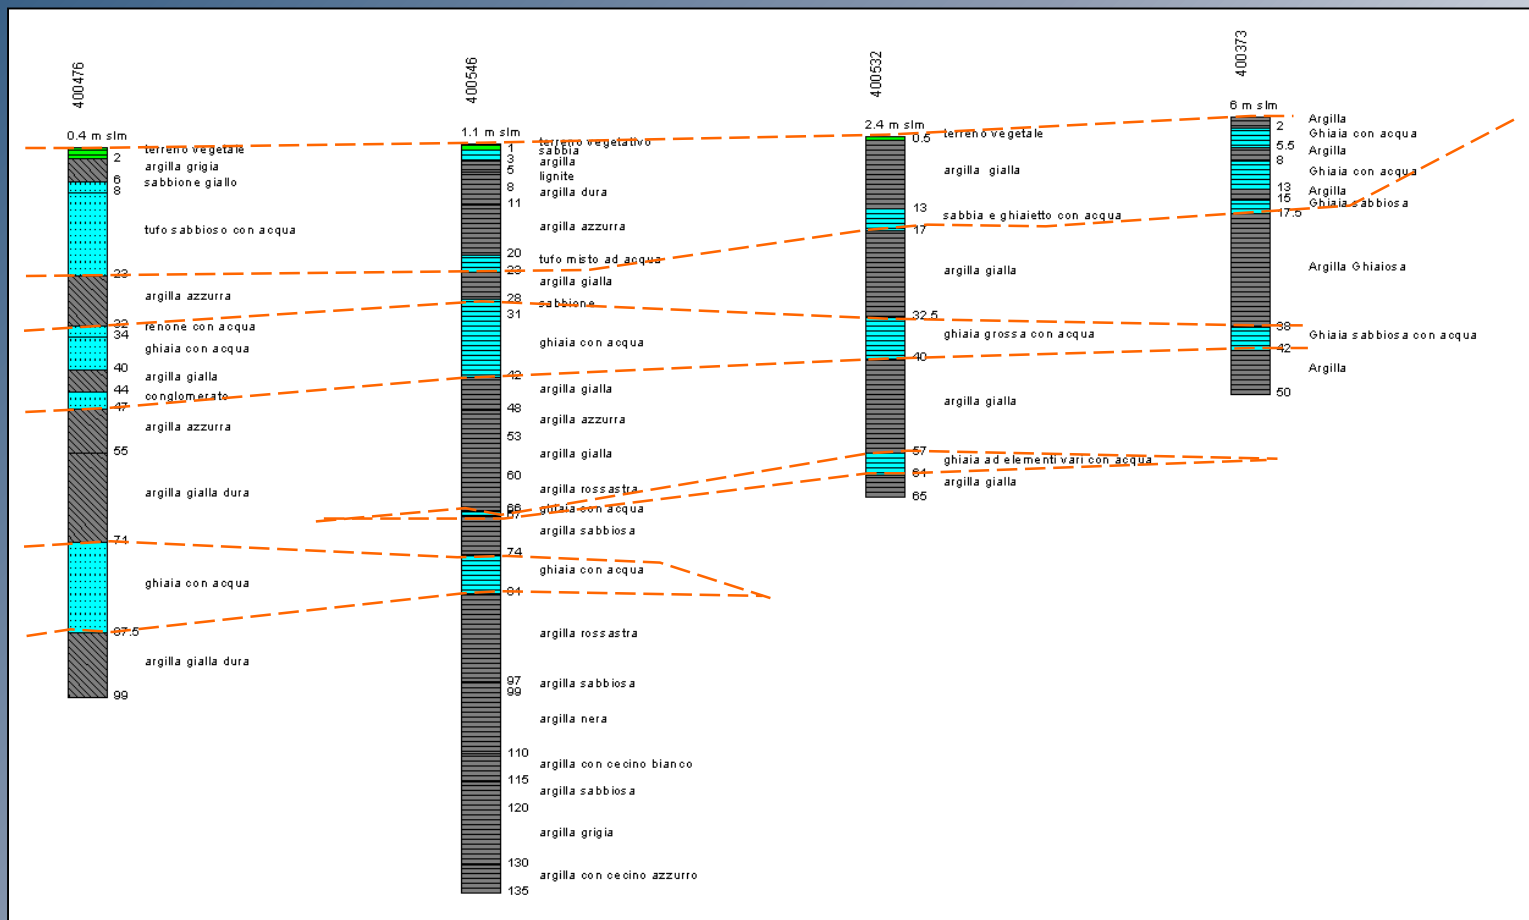 400476
0.4 m slm
terreno vegetale
2
argilla grigia
6
sabbione giallo
8
tufo sabbioso con acqua
23
argilla azzurra
32
renone con acqua
34
ghiaia con acqua
40
argilla gialla
44
conglomerato
47
argilla azzurra
55
argilla gialla dura
74
ghiaia con acqua
87.5
argilla gialla dura
99
400546
1.1 m slm
terreno vegetativo
1
sabbia
3
argilla
5
lignite
8
argilla dura
11
argilla azzurra
20
tufo misto ad acqua
23
argilla gialla
28
sabbione
31
ghiaia con acqua
42
argilla gialla
48
argilla azzurra
53
argilla gialla
60
argilla rossastra
66
ghiaia con acqua
67
argilla sabbiosa
74
ghiaia con acqua
81
argilla rossastra
97
argilla sabbiosa
99
argilla nera
110
argilla con cecino bianco
115
argilla sabbiosa
120
argilla grigia
130
argilla con cecino azzurro
135
400532
2.4 m slm
terreno vegetale
0.5
argilla gialla
13
sabbia e ghiaietto con acqua
17
argilla gialla
32.5
ghiaia grossa con acqua
40
argilla gialla
57
ghiaia ad elementi vari con acqua
61
argilla gialla
65
400373
6 m slm
Argilla
2
Ghiaia con acqua
5.5
Argilla
8
Ghiaia con acqua
13
Argilla
15
Ghiaia sabbiosa
17.5
Argilla Ghiaiosa
38
Ghiaia sabbiosa con acqua
42
Argilla
50